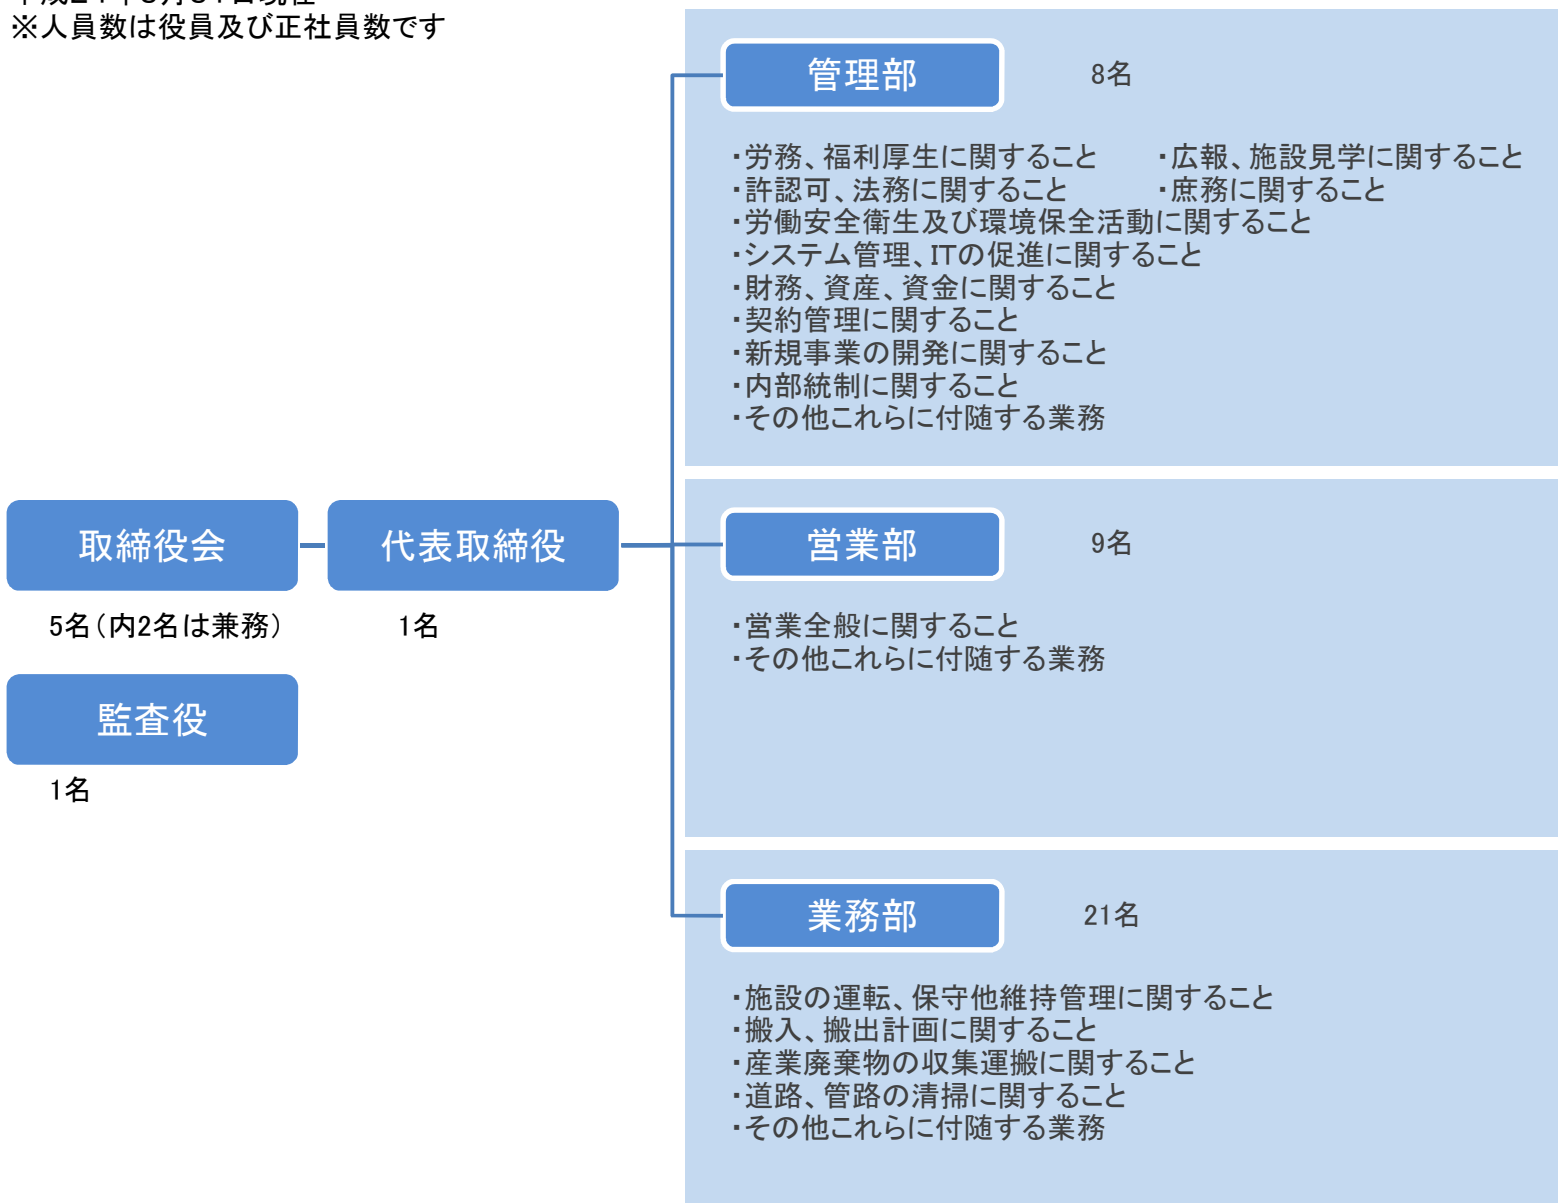 ※人員数は役員及び正社員数です
管理部 8名
・労務、福利厚生に関すること ・広報、施設見学に関すること
・許認可、法務に関すること ・庶務に関すること
・労働安全衛生及び環境保全活動に関すること
・システム管理、ITの促進に関すること
・財務、資産、資金に関すること
・契約管理に関すること
・新規事業の開発に関すること
・内部統制に関すること
・その他これらに付随する業務
取締役会 代表取締役
5名(内2名は兼務) 1名
監査役
1名
営業部 9名
・営業全般に関すること
・その他これらに付随する業務
業務部 21名
・施設の運転、保守他維持管理に関すること
・搬入、搬出計画に関すること
・産業廃棄物の収集運搬に関すること
・道路、管路の清掃に関すること
・その他これらに付随する業務